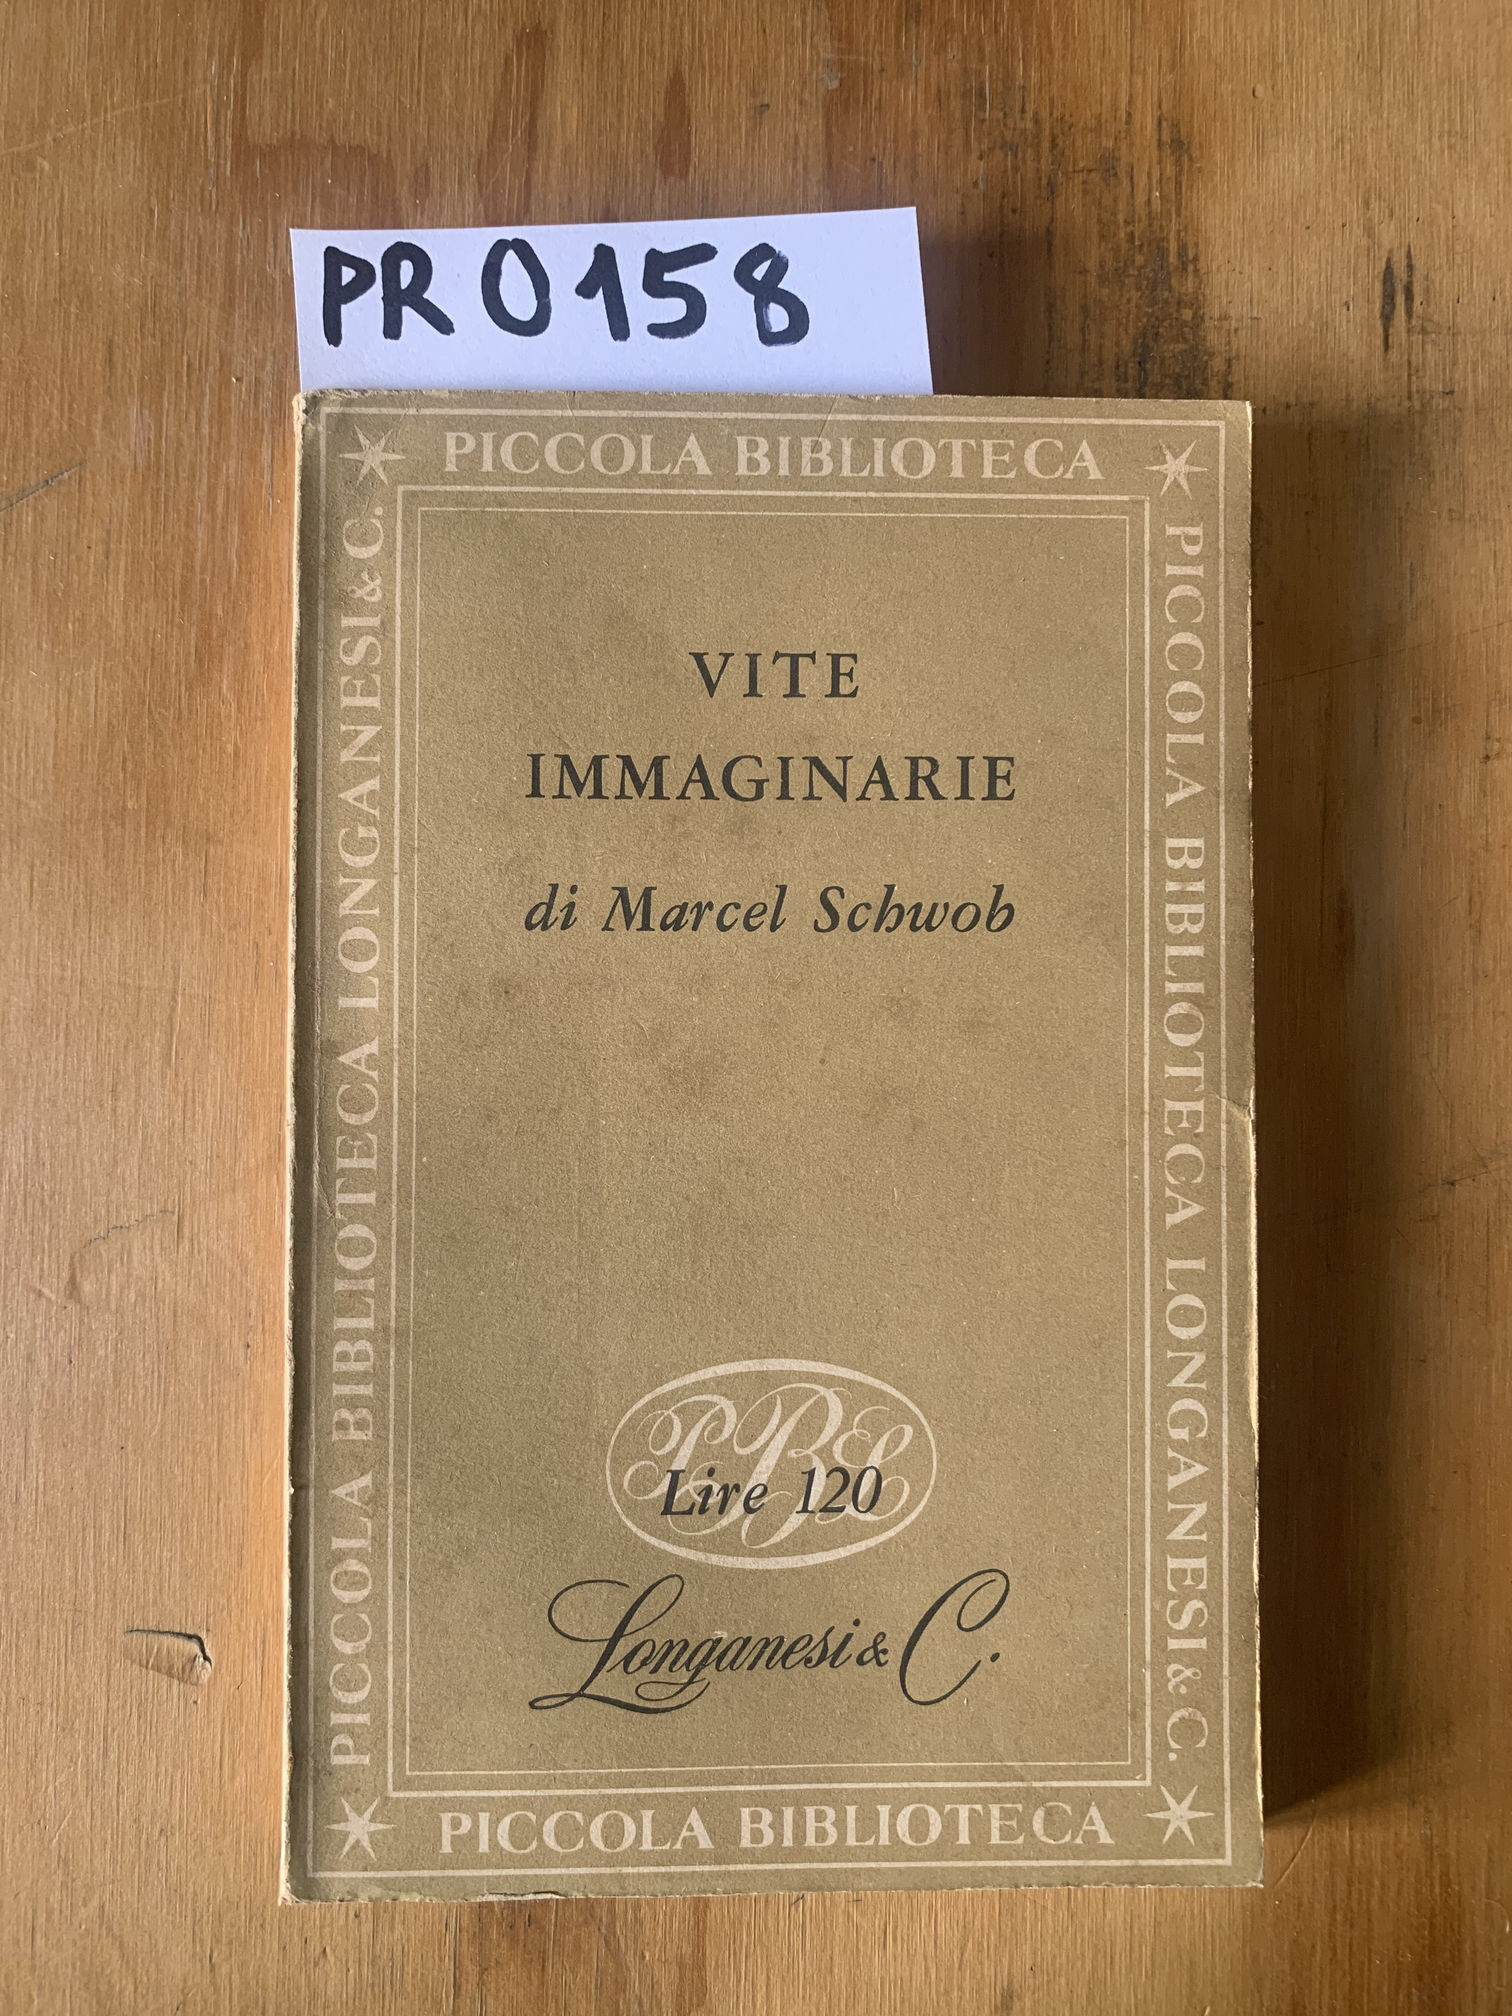 PR 0158
PICCOLA BIBLIOTECA
PICCOLA BIBLIOTECA LONGANESI & C.
PICCOLA BIBLIOTECA LONGANESI & C.
VITE
IMMAGINARIE
di Marcel Schwob
PBL
Lire 120
Longanesi & C.
PICCOLA BIBLIOTECA